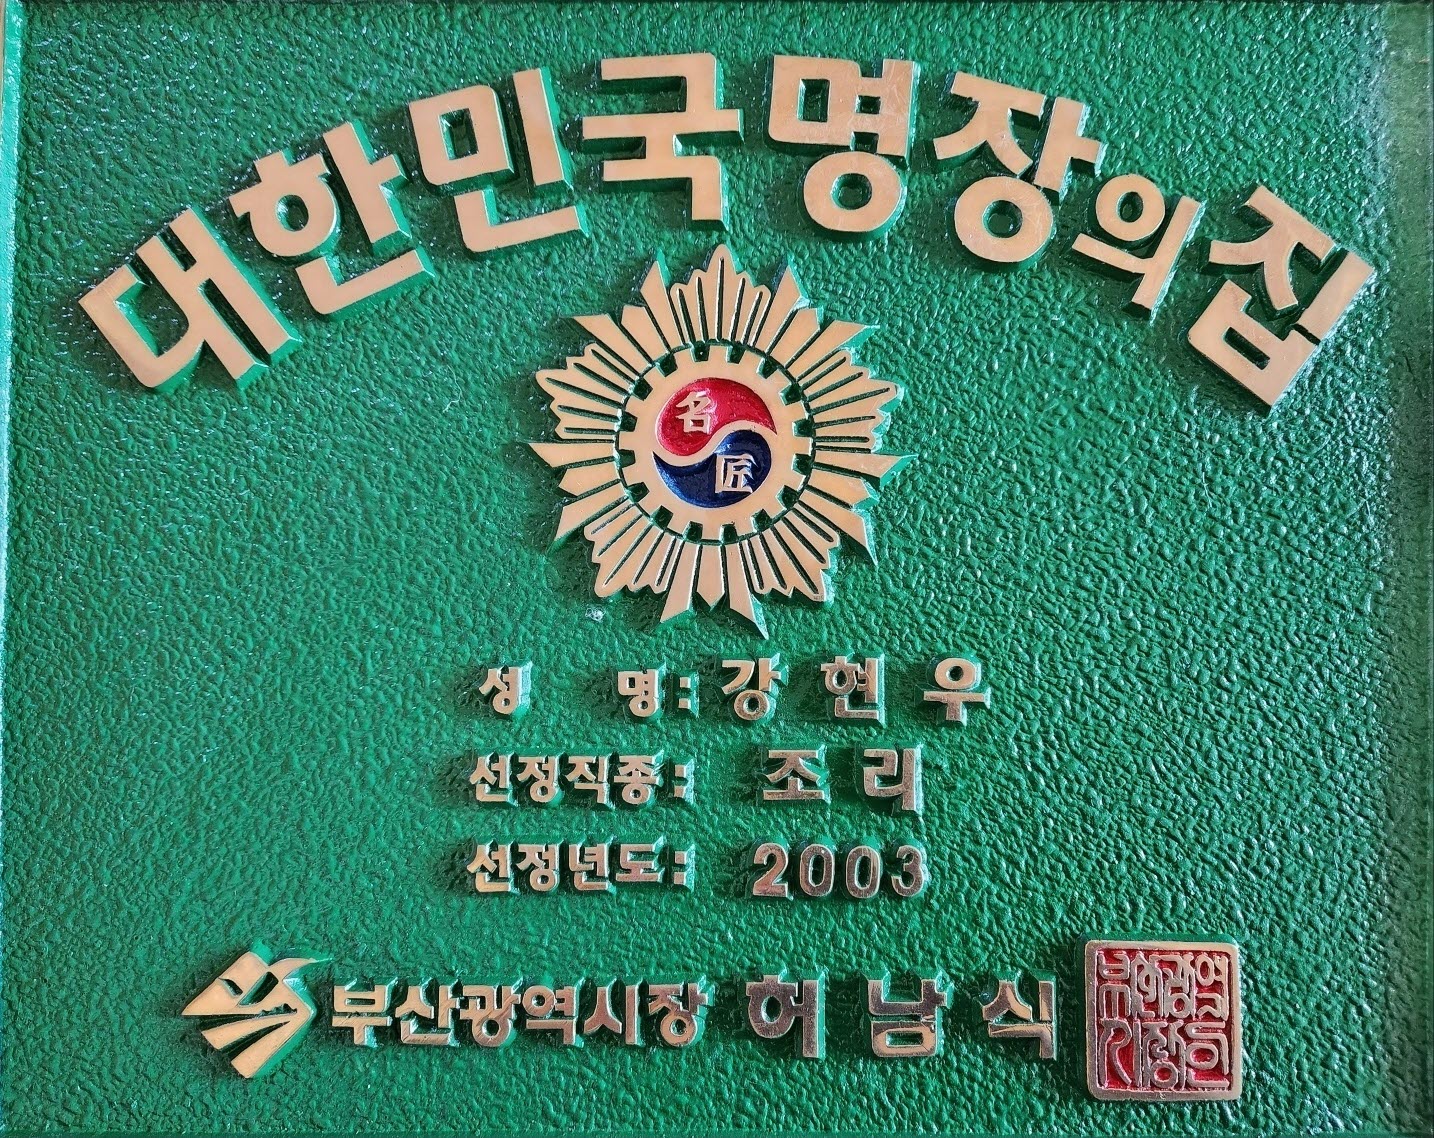 대한민국명장의집
名
匠
성 명: 강 현 우
선정직종: 조 리
선정년도: 2003
부산광역시장 허 남 식